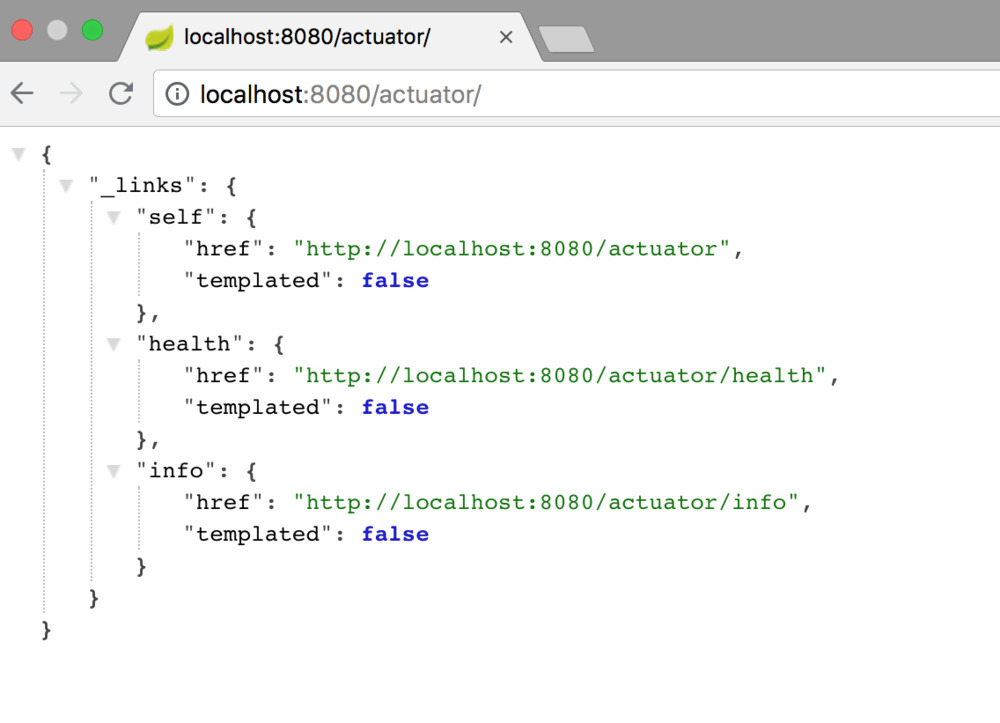 localhost:8080/actuator/
localhost:8080/actuator/
{
"_links": {
"self": {
"href": "http://localhost:8080/actuator",
"templated": false
},
"health": {
"href": "http://localhost:8080/actuator/health",
"templated": false
},
"info": {
"href": "http://localhost:8080/actuator/info",
"templated": false
}
}
}